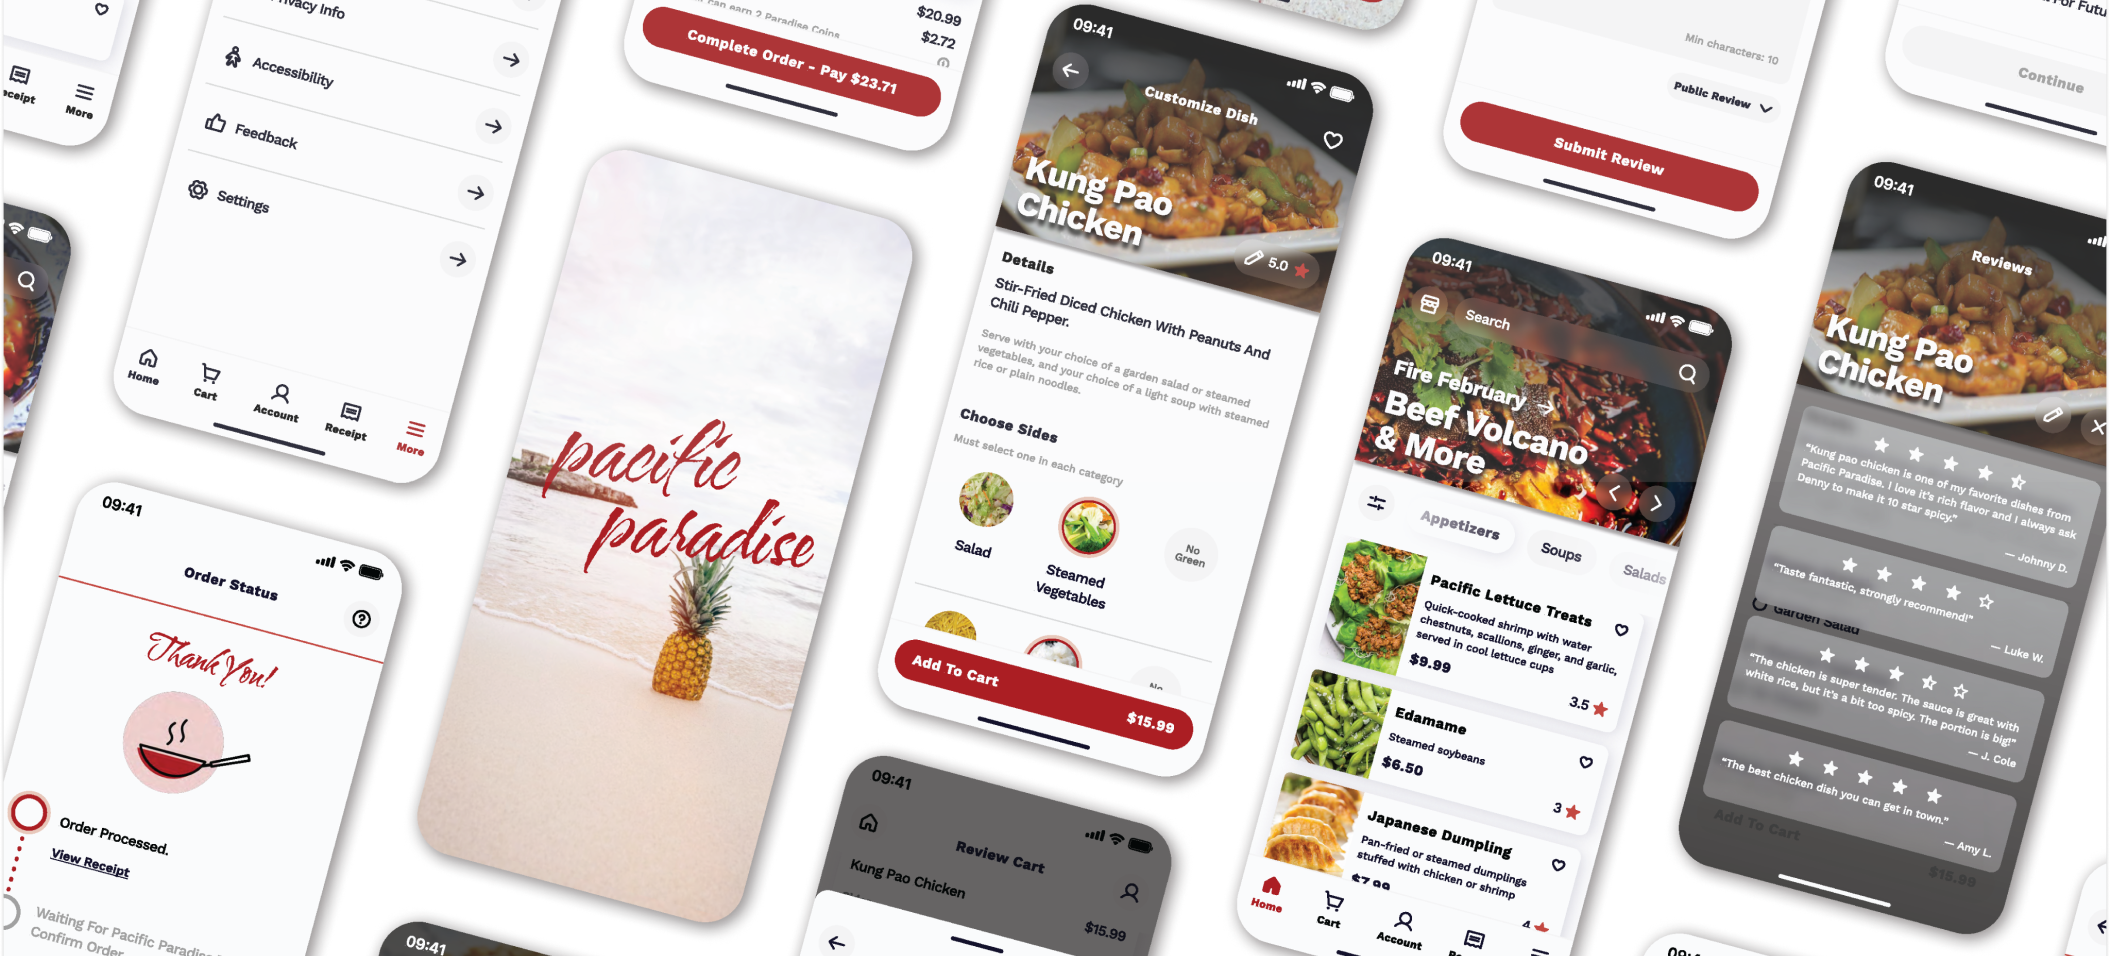 Receipt
More
Privacy Info
Accessibility
Feedback
Settings
Home
Cart
Account
Receipt
More
09:41
Order Status
Thank You!
Order Processed.
View Receipt
Waiting For Pacific Paradise
Confirm Order
can earn 2 Paradise Coins
$20.99
$2.72
Complete Order - Pay $23.71
pacific
paradise
09:41
09:41
Customize Dish
Kung Pao
Chicken
5.0
Details
Stir-Fried Diced Chicken With Peanuts And
Chili Pepper.
Serve with your choice of a garden salad or steamed
vegetables, and your choice of a light soup with steamed
rice or plain noodles.
Choose Sides
Must select one in each category
Salad
Steamed
Vegetables
No
Green
No
Add To Cart
$15.99
09:41
Review Cart
Kung Pao Chicken
$15.99
Min characters: 10
Public Review
Submit Review
09:41
Search
Fire February
Beef Volcano
& More
Appetizers
Soups
Salads
Pacific Lettuce Treats
Quick-cooked shrimp with water
chestnuts, scallions, ginger, and garlic,
served in cool lettuce cups
$9.99
3.5
Edamame
Steamed soybeans
$6.50
3
Japanese Dumpling
Pan-fried or steamed dumplings
stuffed with chicken or shrimp
$7.99
4
Home
Cart
Account
For Futu
Continue
09:41
Reviews
Kung Pao
Chicken
"Kung pao chicken is one of my favorite dishes from
Pacific Paradise. I love it's rich flavor and I always ask
Denny to make it 10 star spicy."
— Johnny D.
"Taste fantastic, strongly recommend!"
— Luke W.
Garden Salad
"The chicken is super tender. The sauce is great with
white rice, but it's a bit too spicy. The portion is big!"
— J. Cole
"The best chicken dish you can get in town."
— Amy L.
Add To Cart
$15.99
09:41